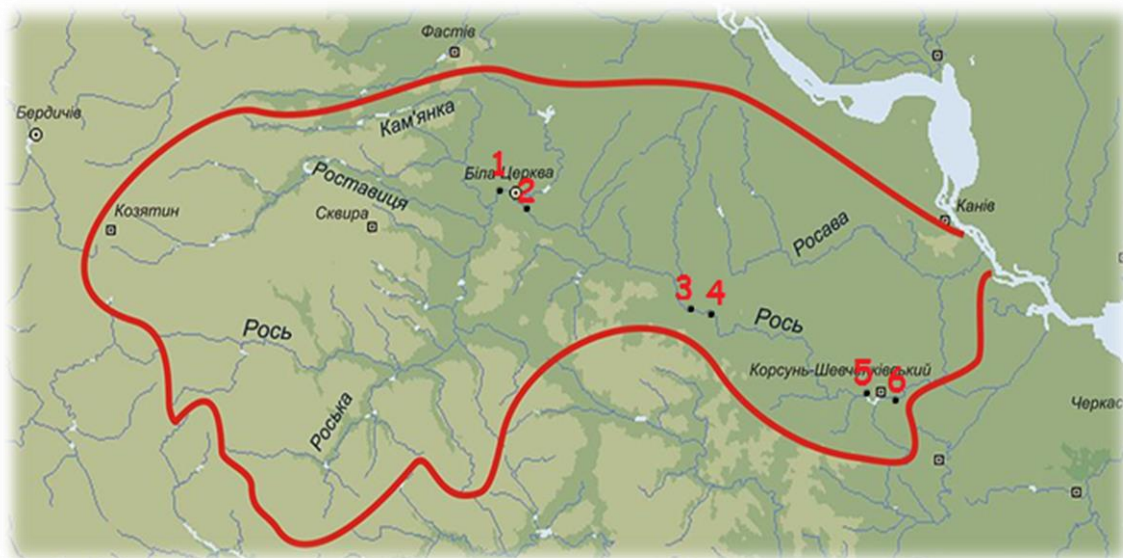 Фастів
Бердичів
Кам'янка
1
Біла Церква
2
Роставиця
Козятин
Сквира
Канів
Росава
3
4
Рось
Рось
Корсунь-Шевченківський
5
6
Роська
Черкас